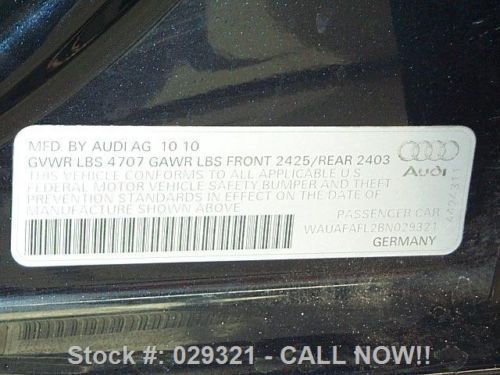 MFD. BY AUDI AG 10 10
GVWR LBS 4707 GAWR LBS FRONT 2425/REAR 2403
THIS VEHICLE CONFORMS TO ALL APPLICABLE U S
FEDERAL MOTOR VEHICLE SAFETY BUMPER AND THEFT
PREVENTION STANDARDS IN EFFECT ON THE DATE OF
MANUFACTURE SHOWN ABOVE
Audi
PASSENGER CAR
WAUAFAFL2BN029321
GERMANY
Stock #: 029321 - CALL NOW!!